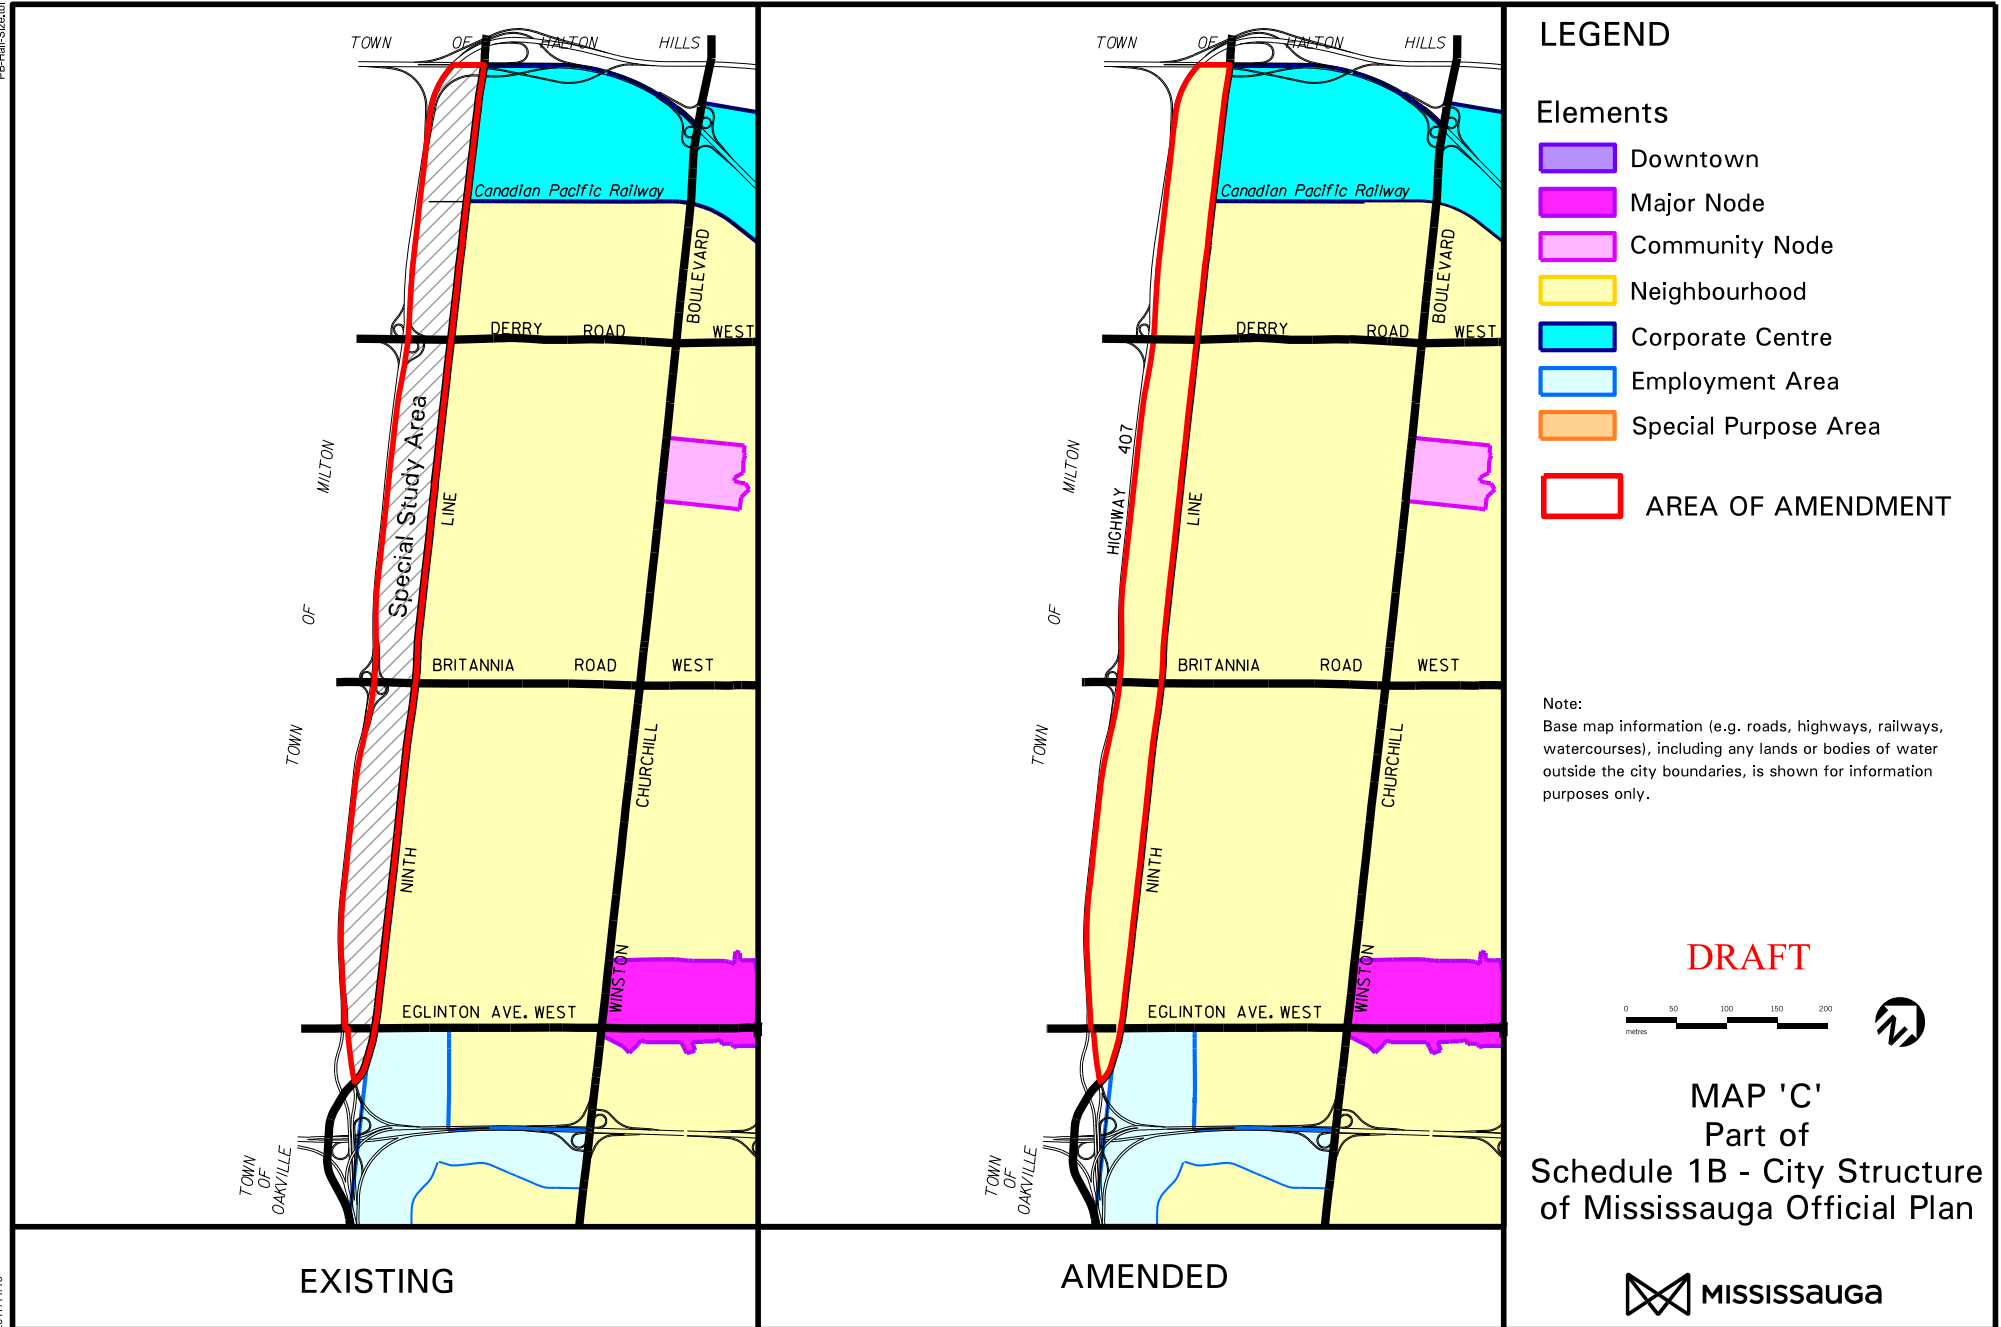 TOWN OF HALTON HILLS
Canadian Pacific Railway
BOULEVARD
DERRY ROAD WEST
MILTON
Special Study Area
LINE
OF
BRITANNIA ROAD WEST
TOWN
CHURCHILL
NINTH
WINSTON
EGLINTON AVE. WEST
TOWN
OF
OAKVILLE
EXISTING
TOWN OF HALTON HILLS
Canadian Pacific Railway
BOULEVARD
DERRY ROAD WEST
MILTON
HIGHWAY 407
LINE
OF
BRITANNIA ROAD WEST
TOWN
CHURCHILL
NINTH
WINSTON
EGLINTON AVE. WEST
TOWN
OF
OAKVILLE
AMENDED
LEGEND
Elements
Downtown
Major Node
Community Node
Neighbourhood
Corporate Centre
Employment Area
Special Purpose Area
AREA OF AMENDMENT
Note:
Base map information (e.g. roads, highways, railways,
watercourses), including any lands or bodies of water
outside the city boundaries, is shown for information
purposes only.
DRAFT
0 50 100 150 200
metres
MAP 'C'
Part of
Schedule 1B - City Structure
of Mississauga Official Plan
MISSISSAUGA